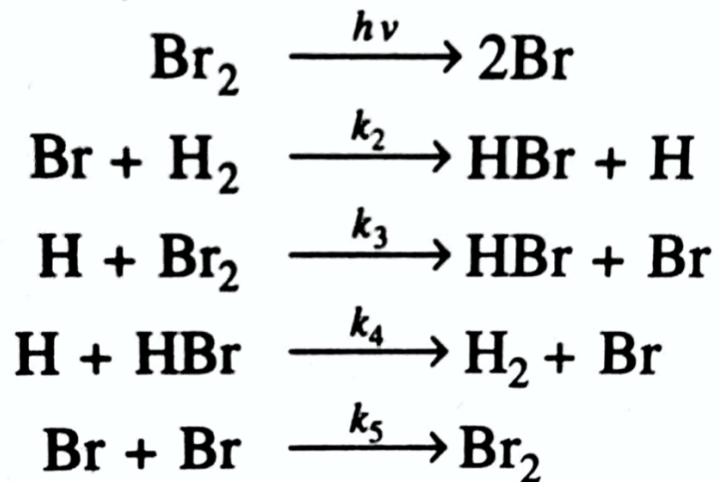 Br₂ —hν→ 2Br
Br + H₂ —k₂→ HBr + H
H + Br₂ —k₃→ HBr + Br
H + HBr —k₄→ H₂ + Br
Br + Br —k₅→ Br₂